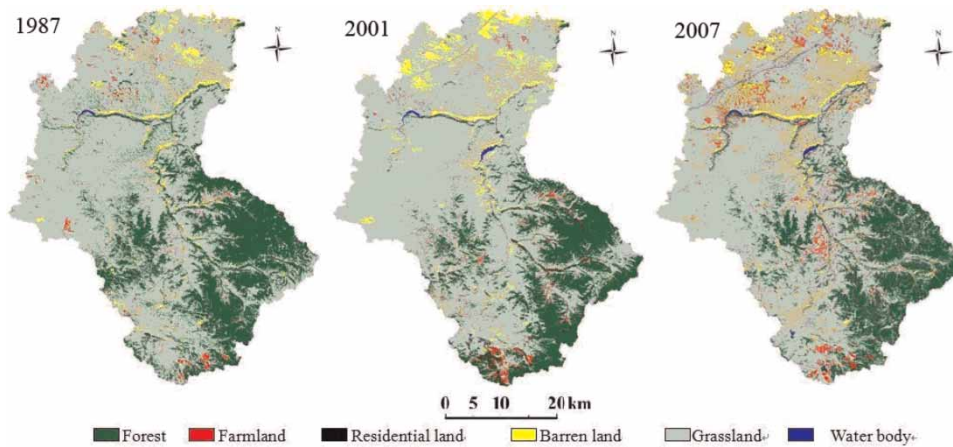 1987
2001
2007
N
N
N
0 5 10 20 km
Forest Farmland Residential land Barren land Grassland Water body